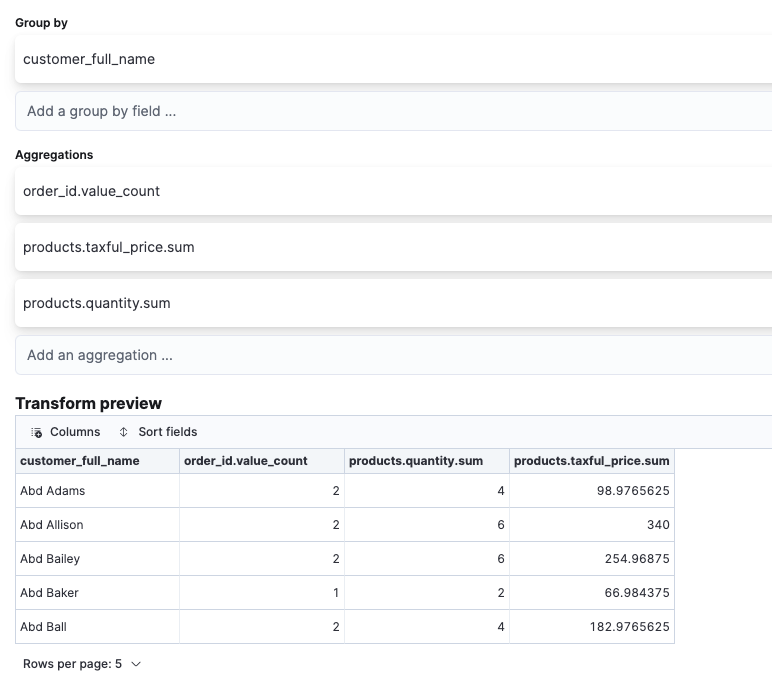 Group by
customer_full_name
Add a group by field ...
Aggregations
order_id.value_count
products.taxful_price.sum
products.quantity.sum
Add an aggregation ...
Transform preview
Columns Sort fields
customer_full_name order_id.value_count products.quantity.sum products.taxful_price.sum
Abd Adams 2 4 98.9765625
Abd Allison 2 6 340
Abd Bailey 2 6 254.96875
Abd Baker 1 2 66.984375
Abd Ball 2 4 182.9765625
Rows per page: 5